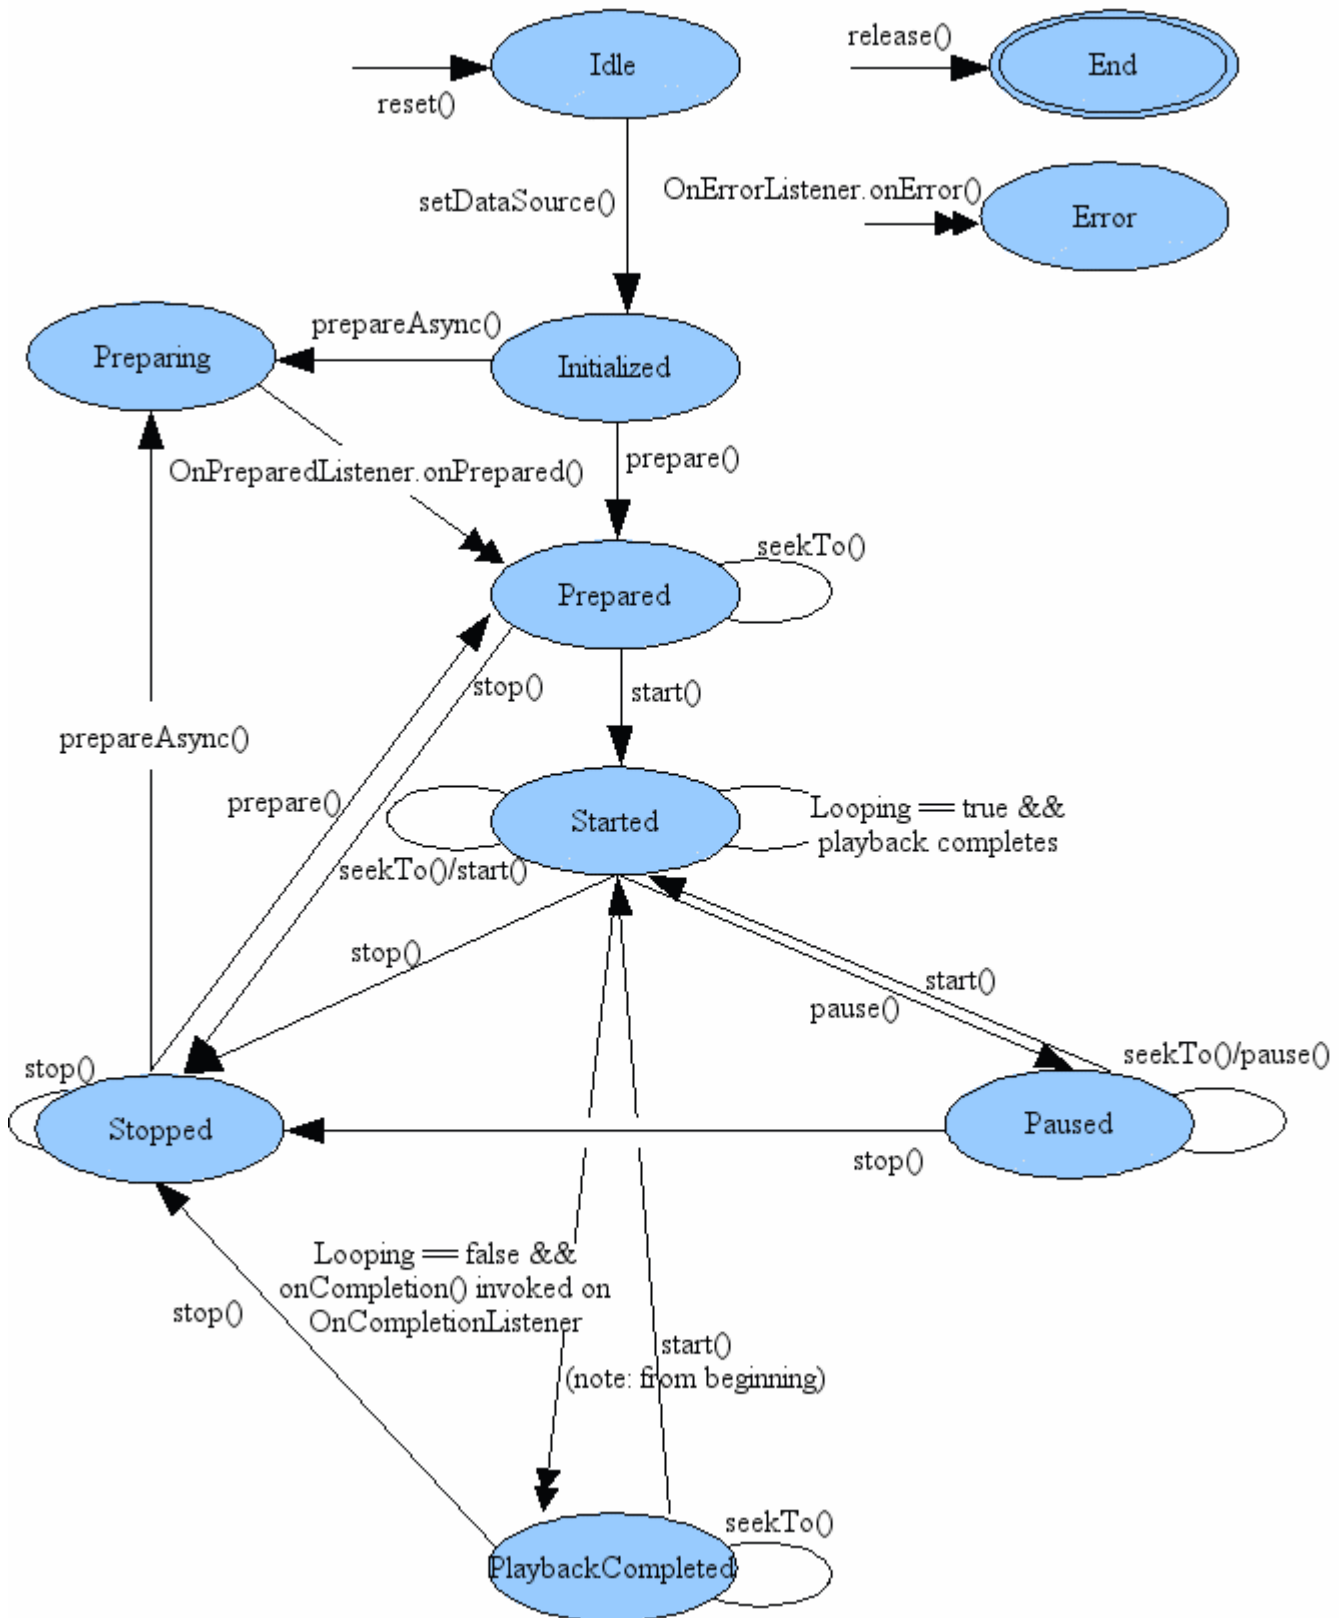 Idle
release()
End
reset()
setDataSource()
OnErrorListener.onError()
Error
prepareAsync()
Preparing
Initialized
OnPreparedListener.onPrepared()
prepare()
seekTo()
Prepared
stop()
start()
prepareAsync()
prepare()
Started
Looping == true &&
playback completes
seekTo()/start()
stop()
start()
pause()
stop()
seekTo()/pause()
Stopped
Paused
stop()
Looping == false &&
onCompletion() invoked on
OnCompletionListener
stop()
start()
(note: from beginning)
seekTo()
PlaybackCompleted